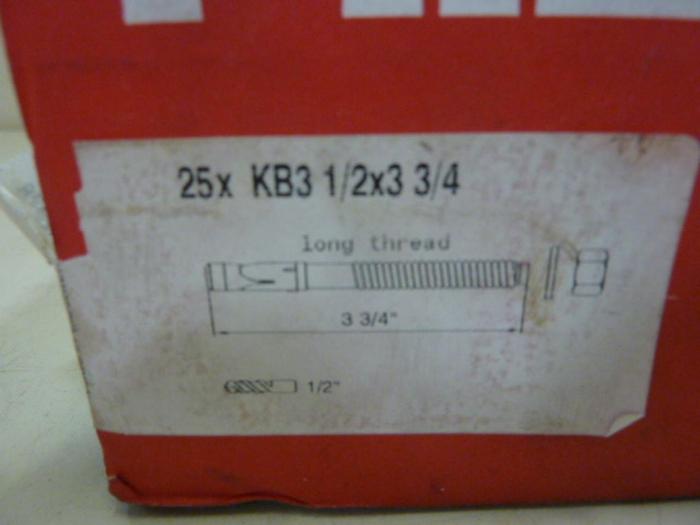 25x KB3 1/2x3 3/4
long thread
3 3/4"
1/2"